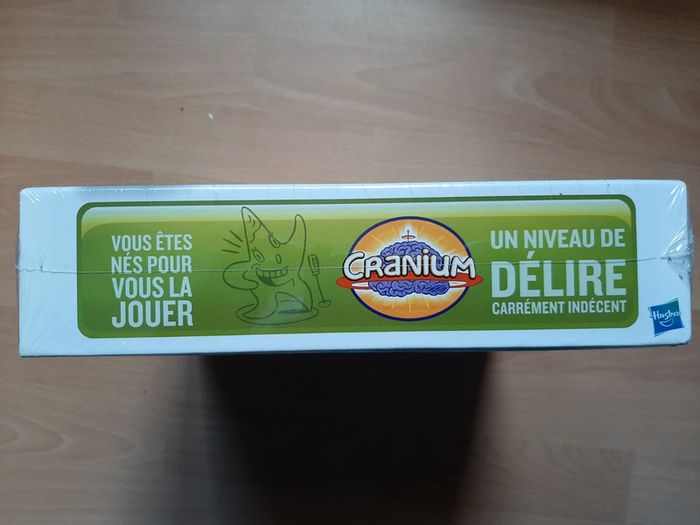 VOUS ÊTES
NÉS POUR
VOUS LA
JOUER
CRANIUM
UN NIVEAU DE
DÉLIRE
CARRÉMENT INDÉCENT
Hasbro